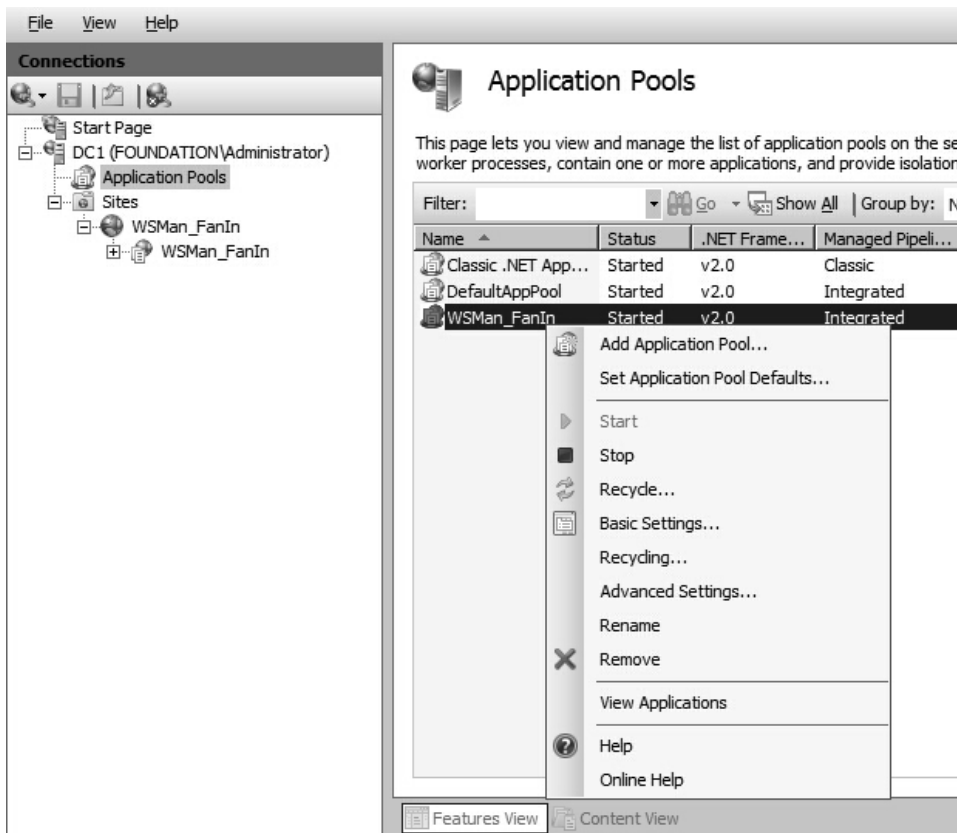 File View Help
Connections
Start Page
DC1 (FOUNDATION\Administrator)
Application Pools
Sites
WSMan_FanIn
WSMan_FanIn
Application Pools
This page lets you view and manage the list of application pools on the se
worker processes, contain one or more applications, and provide isolation
Filter: Go Show All Group by: N
Name Status .NET Frame... Managed Pipeli...
Classic .NET App... Started v2.0 Classic
DefaultAppPool Started v2.0 Integrated
WSMan_FanIn Started v2.0 Integrated
Add Application Pool...
Set Application Pool Defaults...
Start
Stop
Recycle...
Basic Settings...
Recycling...
Advanced Settings...
Rename
Remove
View Applications
Help
Online Help
Features View Content View